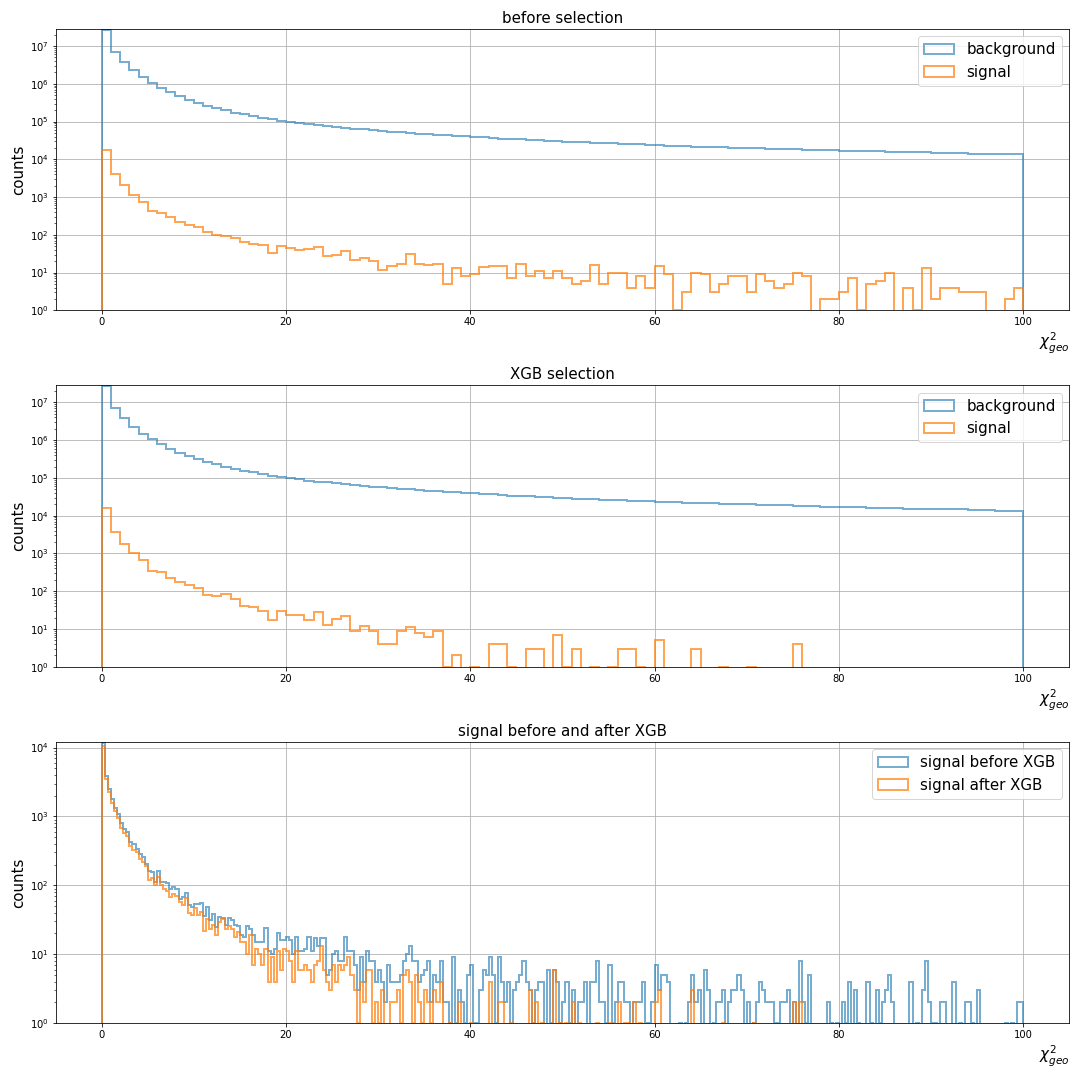 before selection
10⁷
10⁶
10⁵
10⁴
10³
10²
10¹
10⁰
counts
background
signal
0 20 40 60 80 100
χ²geo
XGB selection
10⁷
10⁶
10⁵
10⁴
10³
10²
10¹
10⁰
counts
background
signal
0 20 40 60 80 100
χ²geo
signal before and after XGB
10⁴
10³
10²
10¹
10⁰
counts
signal before XGB
signal after XGB
0 20 40 60 80 100
χ²geo